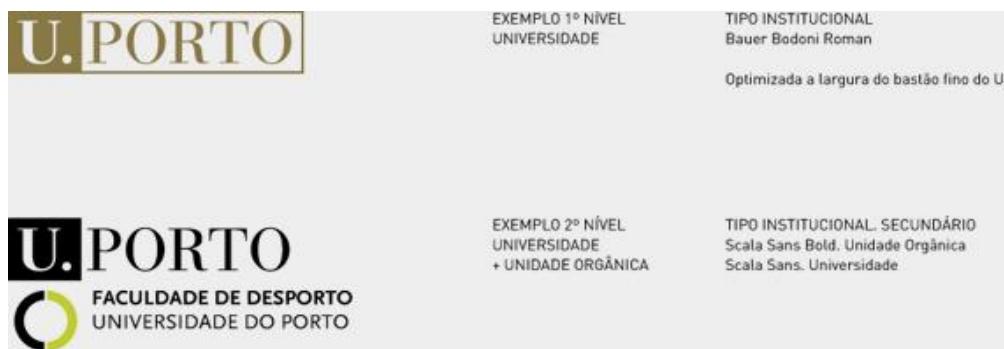 U. PORTO
EXEMPLO 1º NÍVEL
UNIVERSIDADE
TIPO INSTITUCIONAL
Bauer Bodoni Roman
Optimizada a largura do bastão fino do U
U. PORTO
FACULDADE DE DESPORTO
UNIVERSIDADE DO PORTO
EXEMPLO 2º NÍVEL
UNIVERSIDADE
+ UNIDADE ORGÂNICA
TIPO INSTITUCIONAL. SECUNDÁRIO
Scala Sans Bold. Unidade Orgânica
Scala Sans. Universidade